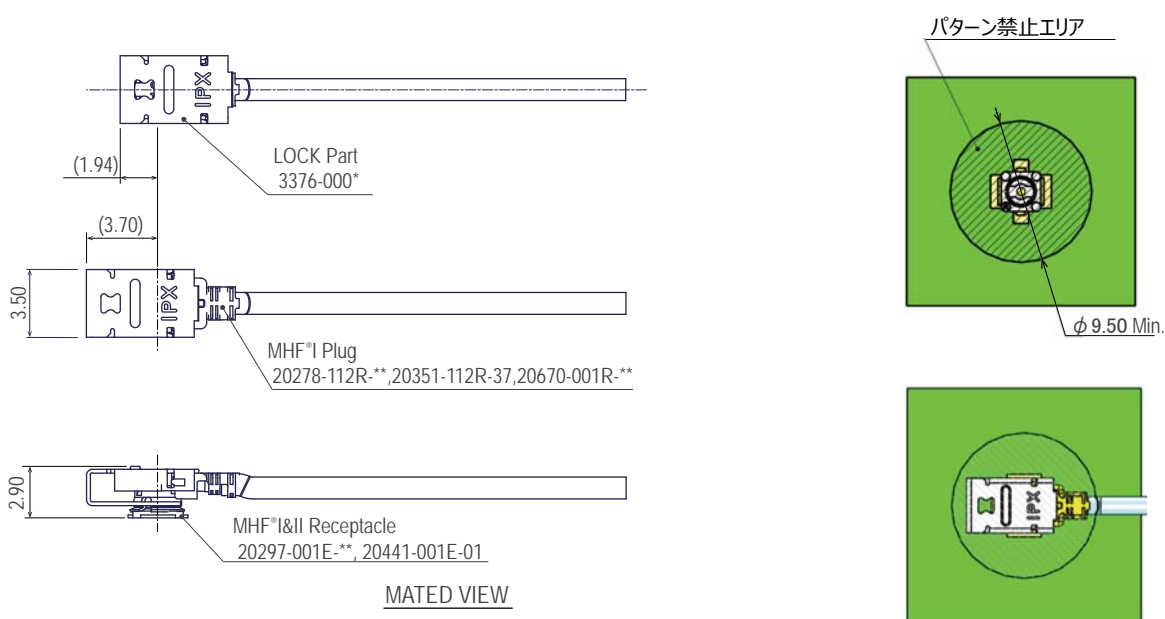 IPX
(1.94)
LOCK Part
3376-000*
(3.70)
3.50
IPX
MHF®I Plug
20278-112R-**,20351-112R-37,20670-001R-**
2.90
MHF®I&II Receptacle
20297-001E-**, 20441-001E-01
MATED VIEW
パターン禁止エリア
φ9.50 Min.
IPX